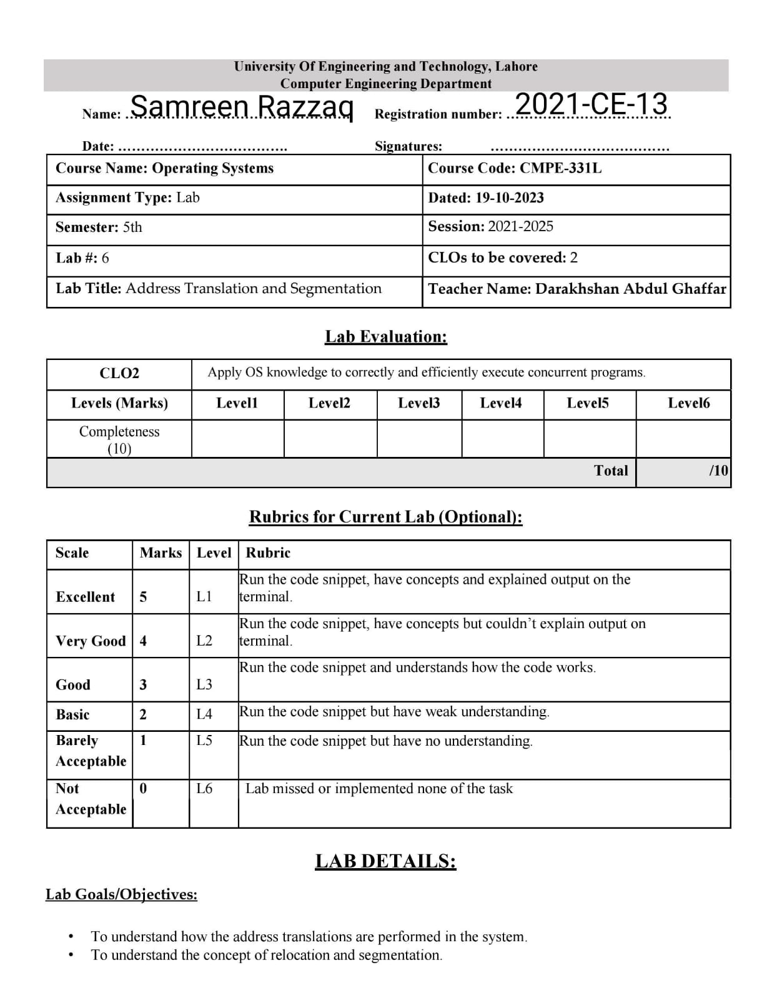 University Of Engineering and Technology, Lahore
Computer Engineering Department
Name: ..Samreen Razzaq Registration number: ..2021-CE-13
Date: ………………………………. Signatures: …………………………………
Course Name: Operating Systems Course Code: CMPE-331L
Assignment Type: Lab Dated: 19-10-2023
Semester: 5th Session: 2021-2025
Lab #: 6 CLOs to be covered: 2
Lab Title: Address Translation and Segmentation Teacher Name: Darakhshan Abdul Ghaffar
Lab Evaluation:
CLO2 Apply OS knowledge to correctly and efficiently execute concurrent programs.
Levels (Marks) Level1 Level2 Level3 Level4 Level5 Level6
Completeness
(10)
Total /10
Rubrics for Current Lab (Optional):
Scale Marks Level Rubric
Run the code snippet, have concepts and explained output on the
Excellent 5 L1 terminal.
Run the code snippet, have concepts but couldn’t explain output on
Very Good 4 L2 terminal.
Run the code snippet and understands how the code works.
Good 3 L3
Basic 2 L4 Run the code snippet but have weak understanding.
Barely 1 L5 Run the code snippet but have no understanding.
Acceptable
Not 0 L6 Lab missed or implemented none of the task
Acceptable
LAB DETAILS:
Lab Goals/Objectives:
• To understand how the address translations are performed in the system.
• To understand the concept of relocation and segmentation.